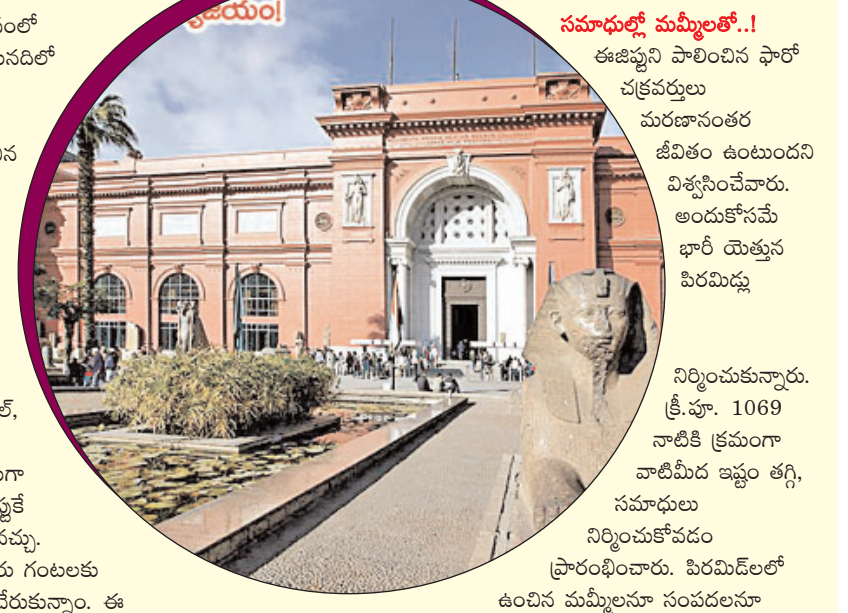 సమాధుల్లో మమ్మీలతో..!
ఈజిప్టుని పాలించిన ఫారో
చక్రవర్తులు
మరణానంతర
జీవితం ఉంటుందని
విశ్వసించేవారు.
అందుకోసమే
భారీ యెత్తున
పిరమిడ్లు
నిర్మించుకున్నారు.
క్రీ.పూ. 1069
నాటికి క్రమంగా
వాటిమీద ఇష్టం తగ్గి,
సమాధులు
నిర్మించుకోవడం
ప్రారంభించారు. పిరమిడ్‌లలో
ఉంచిన మమ్మీలనూ సంపదలనూ
గంటలకు
ఈ